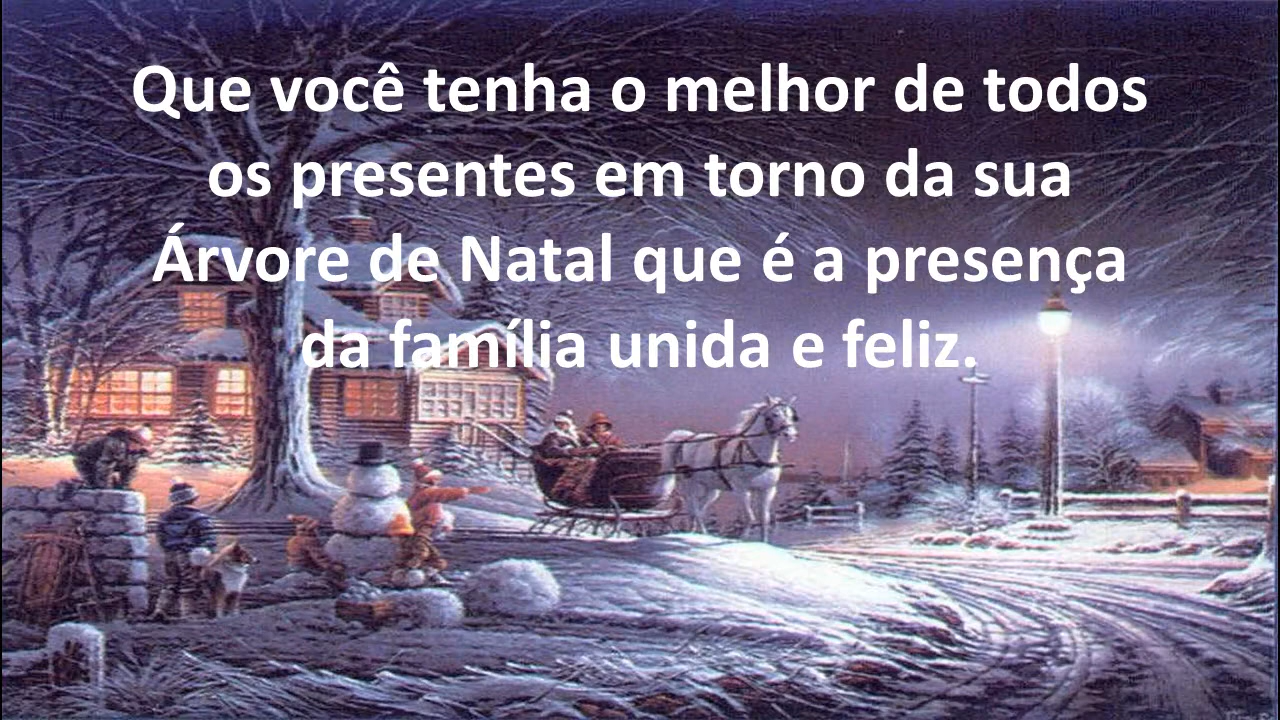 Que você tenha o melhor de todos
os presentes em torno da sua
Árvore de Natal que é a presença
da família unida e feliz.